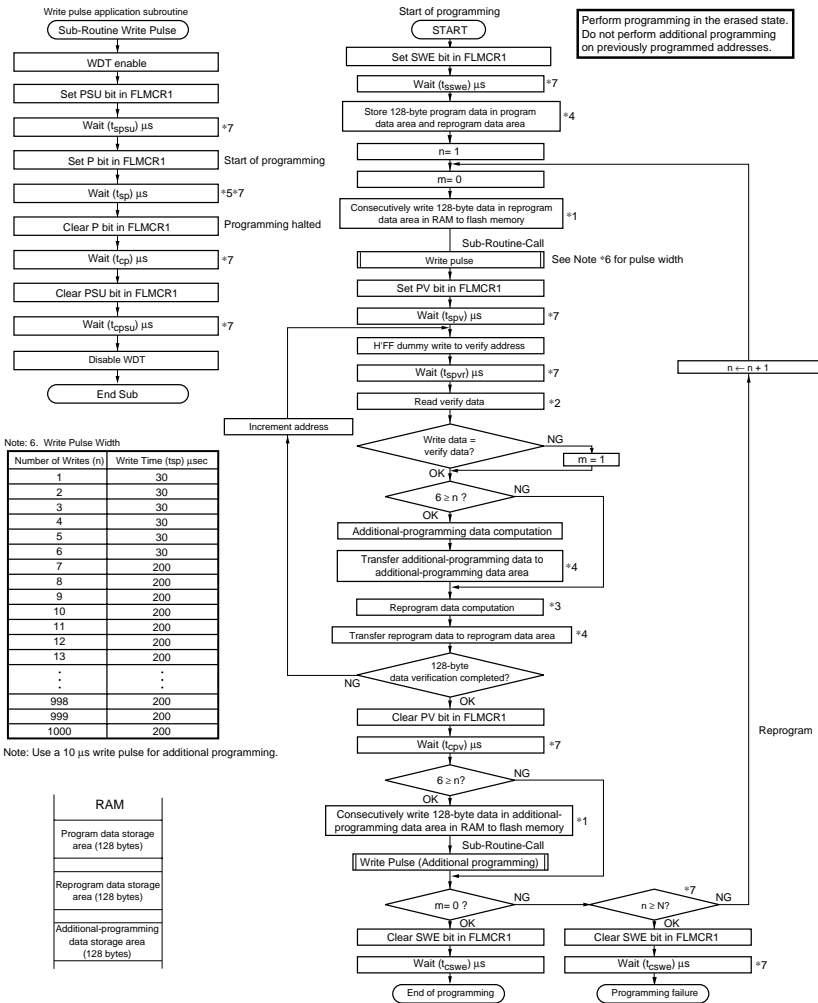 Write pulse application subroutine
Sub-Routine Write Pulse
WDT enable
Set PSU bit in FLMCR1
Wait (tspsu) μs
*7
Set P bit in FLMCR1
Start of programming
Wait (tsp) μs
*5*7
Clear P bit in FLMCR1
Programming halted
Wait (tcp) μs
*7
Clear PSU bit in FLMCR1
Wait (tcpsu) μs
*7
Disable WDT
End Sub
Note: 6. Write Pulse Width
Number of Writes (n) Write Time (tsp) μsec
1 30
2 30
3 30
4 30
5 30
6 30
7 200
8 200
9 200
10 200
11 200
12 200
13 200
998 200
999 200
1000 200
Note: Use a 10 μs write pulse for additional programming.
RAM
Program data storage
area (128 bytes)
Reprogram data storage
area (128 bytes)
Additional-programming
data storage area
(128 bytes)
Start of programming
START
Perform programming in the erased state.
Do not perform additional programming
on previously programmed addresses.
Set SWE bit in FLMCR1
Wait (tsswe) μs
*7
Store 128-byte program data in program
data area and reprogram data area
*4
n= 1
m= 0
Consecutively write 128-byte data in reprogram
data area in RAM to flash memory
*1
Sub-Routine-Call
Write pulse
See Note *6 for pulse width
Set PV bit in FLMCR1
Wait (tspv) μs
*7
H'FF dummy write to verify address
Wait (tspvr) μs
*7
Read verify data
*2
Increment address
Write data =
verify data?
NG
m = 1
OK
6 ≥ n ?
NG
OK
Additional-programming data computation
Transfer additional-programming data to
additional-programming data area
*4
Reprogram data computation
*3
Transfer reprogram data to reprogram data area
*4
128-byte
data verification completed?
NG
OK
Clear PV bit in FLMCR1
Wait (tcpv) μs
*7
6 ≥ n?
NG
OK
Consecutively write 128-byte data in additional-
programming data area in RAM to flash memory
*1
Sub-Routine-Call
Write Pulse (Additional programming)
m= 0 ?
NG
OK
Clear SWE bit in FLMCR1
Wait (tcswe) μs
End of programming
n ≥ N?
*7
NG
OK
Clear SWE bit in FLMCR1
Wait (tcswe) μs
*7
Programming failure
n ← n + 1
Reprogram